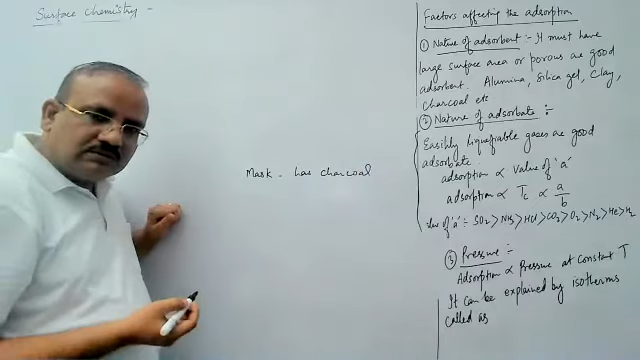 Surface Chemistry -
Mask - has charcoal
Factors affecting the adsorption
① Nature of adsorbent :- It must have
large surface area or porous are good
adsorbent. Alumina, Silica gel, Clay,
charcoal etc
② Nature of adsorbate :-
Easihly liquefiable gases are good
adsorbate.
adsorption ∝ value of 'a'
adsorption ∝ Tc ∝ a/b
of 'a' :- SO2 > NH3 > HCl > CO2 > O2 > N2 > He > H2
③ Pressure :-
Adsorption ∝ Pressure at constant T
It can be explained by isotherms
called as